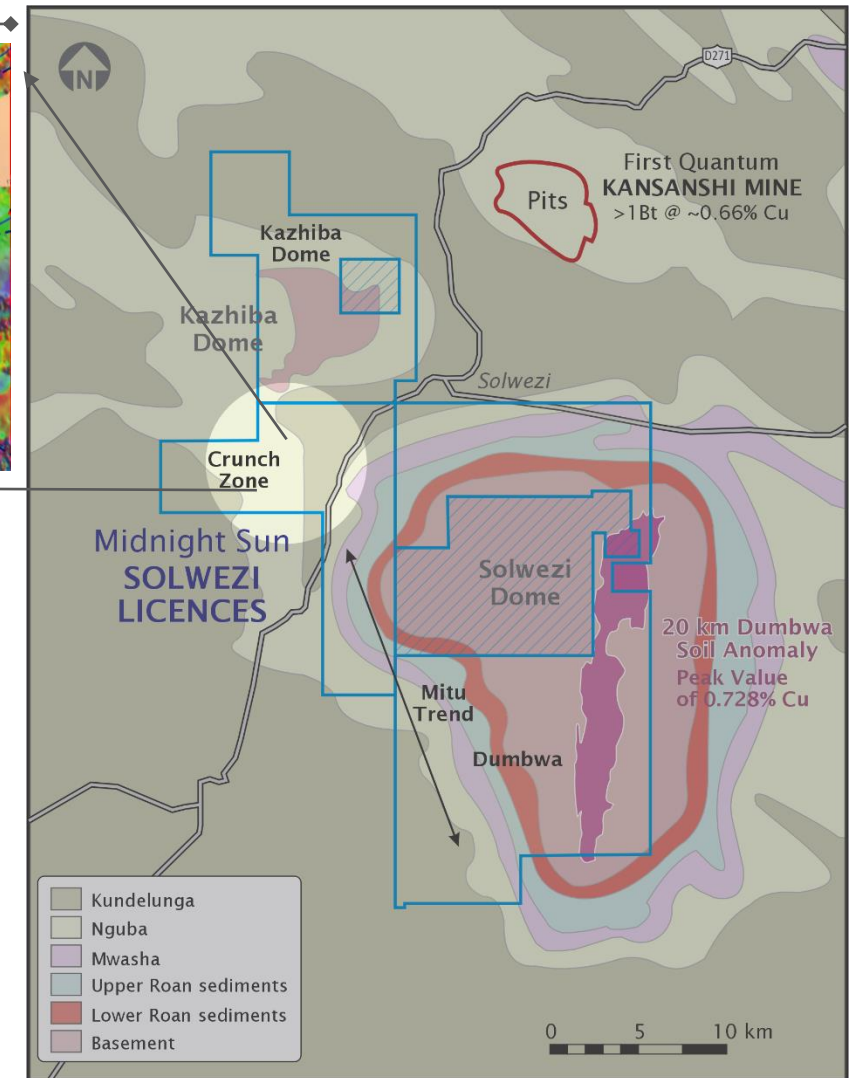 N
D271
First Quantum
KANSANSHI MINE
>1Bt @ ~0.66% Cu
Pits
Kazhiba
Dome
Kazhiba
Dome
Solwezi
Crunch
Zone
Midnight Sun
SOLWEZI
LICENCES
Solwezi
Dome
20 km Dumbwa
Soil Anomaly
Peak Value
of 0.728% Cu
Mitu
Trend
Dumbwa
Kundelunga
Nguba
Mwasha
Upper Roan sediments
Lower Roan sediments
Basement
0 5 10 km